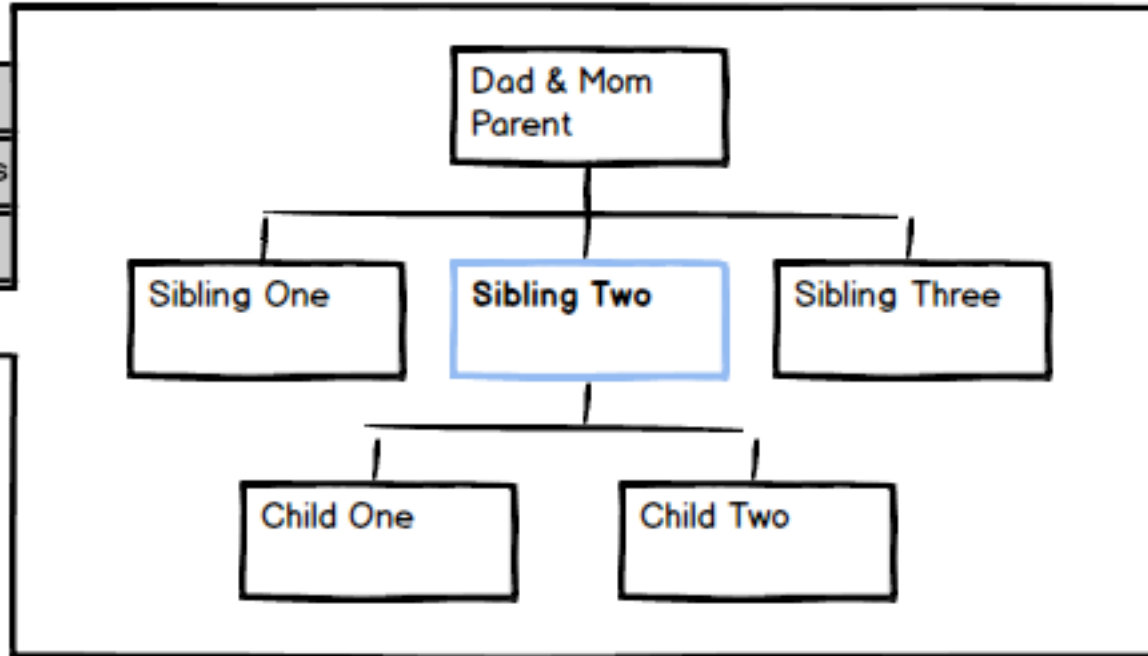 Dad & Mom
Parent
Sibling One
Sibling Two
Sibling Three
Child One
Child Two